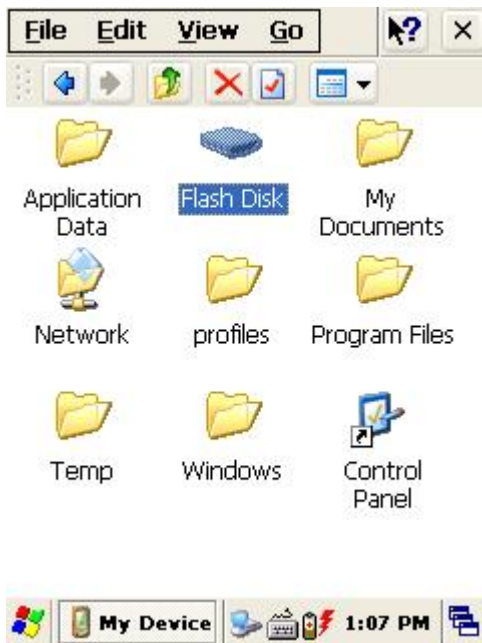 File Edit View Go
Application Data
Flash Disk
My Documents
Network
profiles
Program Files
Temp
Windows
Control Panel
My Device
1:07 PM